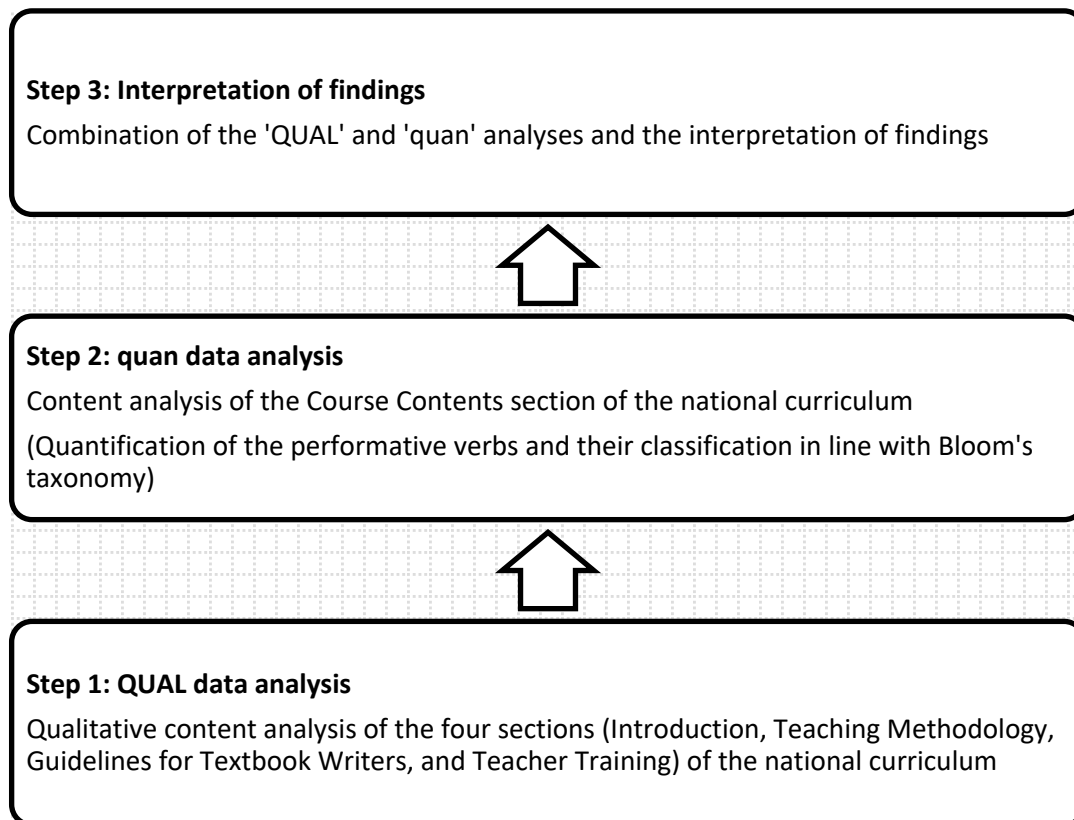 Step 3: Interpretation of findings
Combination of the 'QUAL' and 'quan' analyses and the interpretation of findings
Step 2: quan data analysis
Content analysis of the Course Contents section of the national curriculum
(Quantification of the performative verbs and their classification in line with Bloom's
taxonomy)
Step 1: QUAL data analysis
Qualitative content analysis of the four sections (Introduction, Teaching Methodology,
Guidelines for Textbook Writers, and Teacher Training) of the national curriculum